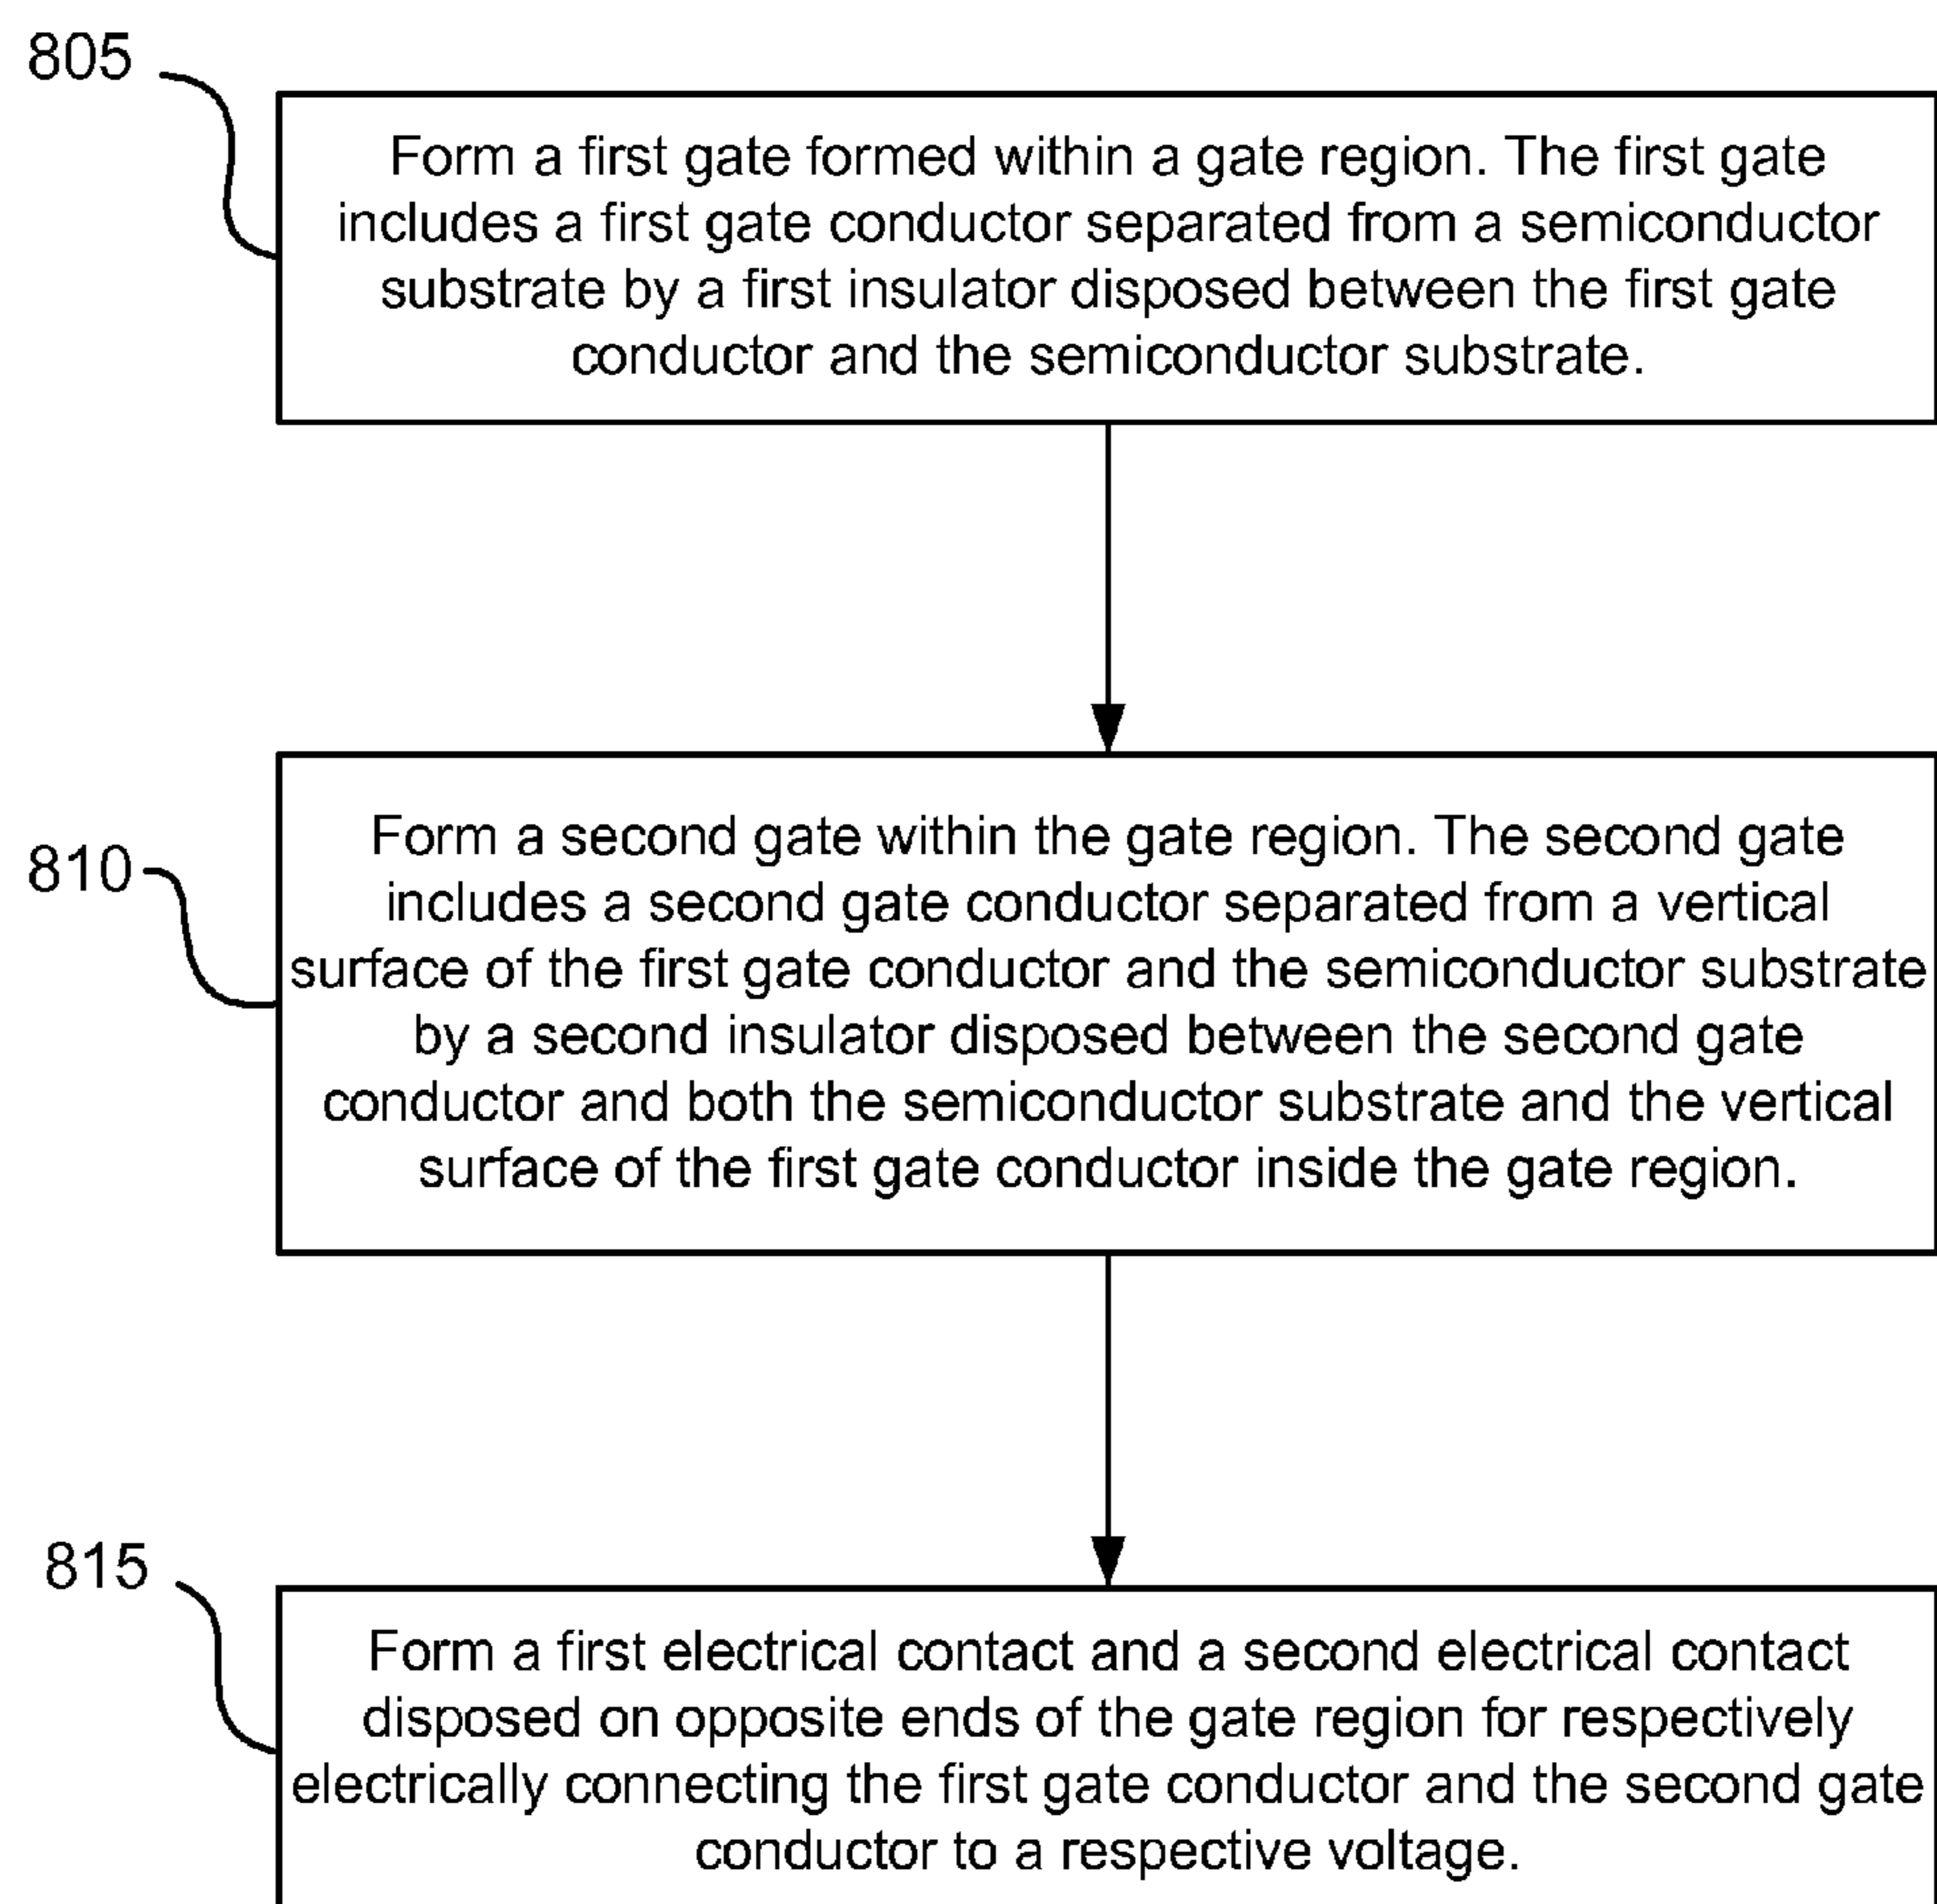 805
Form a first gate formed within a gate region. The first gate
includes a first gate conductor separated from a semiconductor
substrate by a first insulator disposed between the first gate
conductor and the semiconductor substrate.
810
Form a second gate within the gate region. The second gate
includes a second gate conductor separated from a vertical
surface of the first gate conductor and the semiconductor substrate
by a second insulator disposed between the second gate
conductor and both the semiconductor substrate and the vertical
surface of the first gate conductor inside the gate region.
815
Form a first electrical contact and a second electrical contact
disposed on opposite ends of the gate region for respectively
electrically connecting the first gate conductor and the second gate
conductor to a respective voltage.